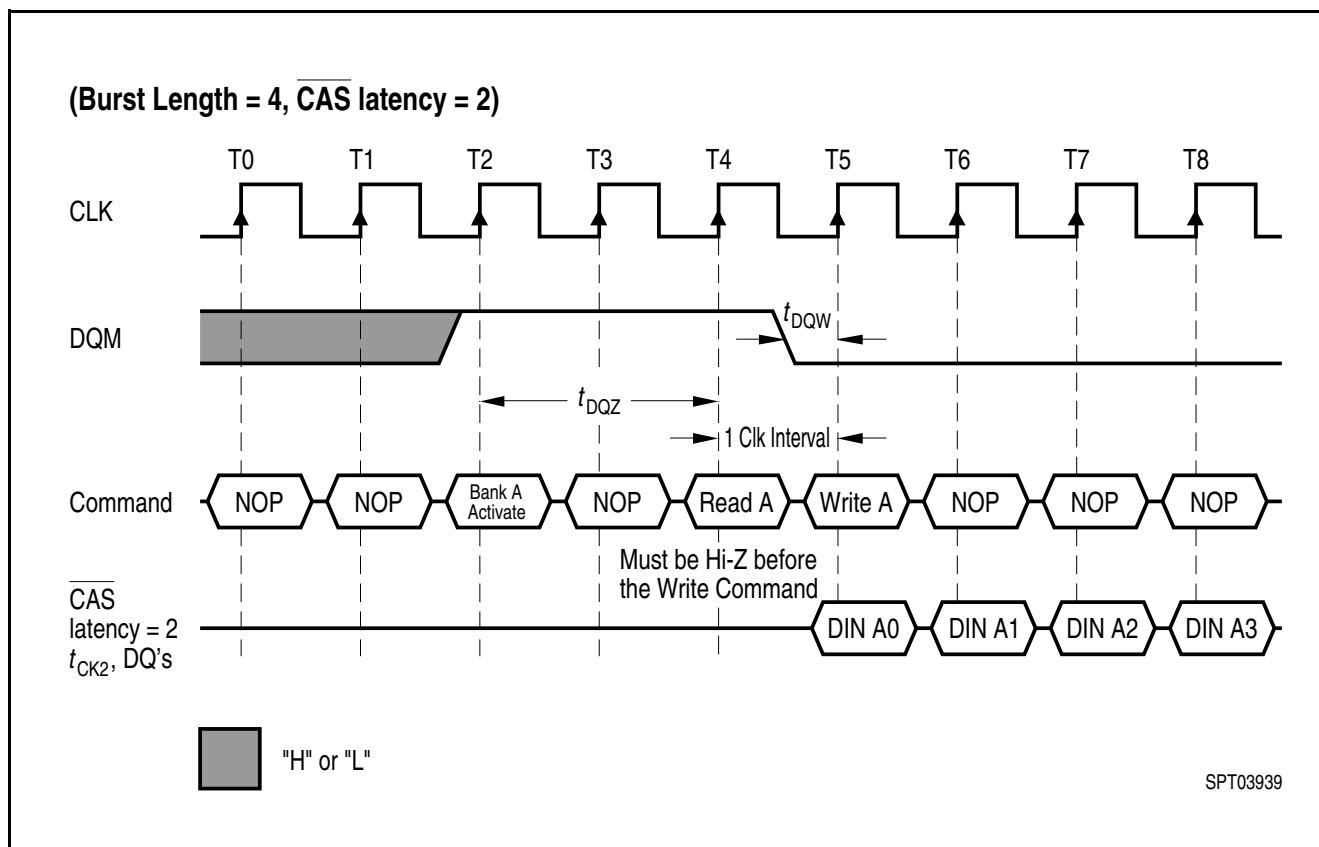 (Burst Length = 4, CAS latency = 2)
T0 T1 T2 T3 T4 T5 T6 T7 T8
CLK
DQM
tDQW
tDQZ
1 Clk Interval
Command
NOP NOP Bank A Activate NOP Read A Write A NOP NOP NOP
Must be Hi-Z before
the Write Command
CAS
latency = 2
tCK2, DQ's
DIN A0 DIN A1 DIN A2 DIN A3
"H" or "L"
SPT03939